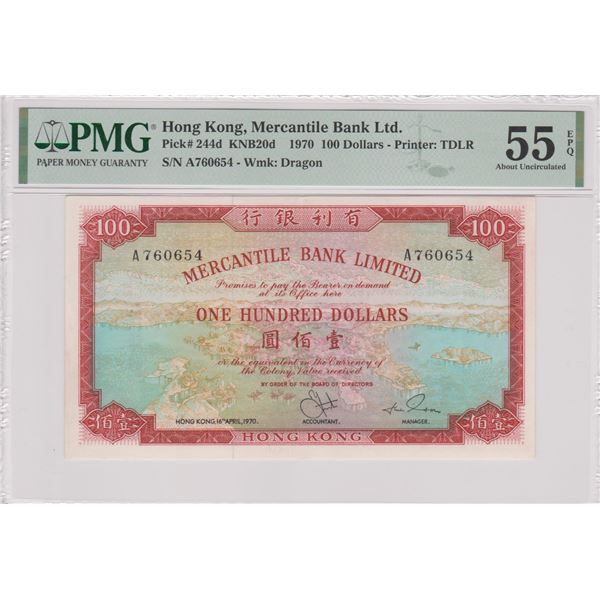 PMG®
PAPER MONEY GUARANTY
Hong Kong, Mercantile Bank Ltd.
Pick# 244d KNB20d 1970 100 Dollars - Printer: TDLR
S/N A760654 - Wmk: Dragon
55 EPQ
About Uncirculated
行銀利有
100
100
A760654
A760654
MERCANTILE BANK LIMITED
Promises to pay the Bearer on demand
at its Office here
ONE HUNDRED DOLLARS
圓佰壹
or the equivalent in the Currency of
the Colony, Value received
BY ORDER OF THE BOARD OF DIRECTORS
HONG KONG, 16TH APRIL, 1970.
ACCOUNTANT.
MANAGER.
佰壹
HONG KONG
佰壹